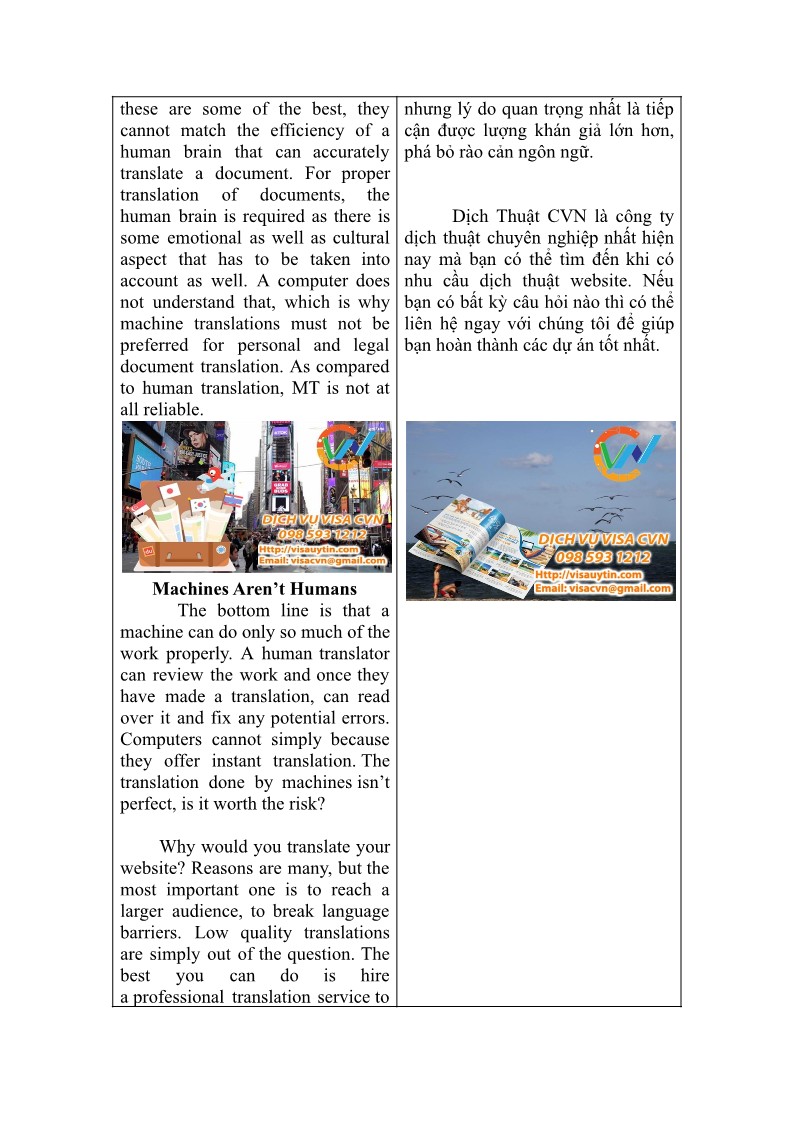 these are some of the best, they
cannot match the efficiency of a
human brain that can accurately
translate a document. For proper
translation of documents, the
human brain is required as there is
some emotional as well as cultural
aspect that has to be taken into
account as well. A computer does
not understand that, which is why
machine translations must not be
preferred for personal and legal
document translation. As compared
to human translation, MT is not at
all reliable.
DỊCH VỤ VISA CVN
098 593 1212
Http://visauytin.com
Email: visacvn@gmail.com
Machines Aren’t Humans
The bottom line is that a
machine can do only so much of the
work properly. A human translator
can review the work and once they
have made a translation, can read
over it and fix any potential errors.
Computers cannot simply because
they offer instant translation. The
translation done by machines isn’t
perfect, is it worth the risk?
Why would you translate your
website? Reasons are many, but the
most important one is to reach a
larger audience, to break language
barriers. Low quality translations
are simply out of the question. The
best you can do is hire
a professional translation service to
nhưng lý do quan trọng nhất là tiếp
cận được lượng khán giả lớn hơn,
phá bỏ rào cản ngôn ngữ.
Dịch Thuật CVN là công ty
dịch thuật chuyên nghiệp nhất hiện
nay mà bạn có thể tìm đến khi có
nhu cầu dịch thuật website. Nếu
bạn có bất kỳ câu hỏi nào thì có thể
liên hệ ngay với chúng tôi để giúp
bạn hoàn thành các dự án tốt nhất.
DỊCH VỤ VISA CVN
098 593 1212
Http://visauytin.com
Email: visacvn@gmail.com